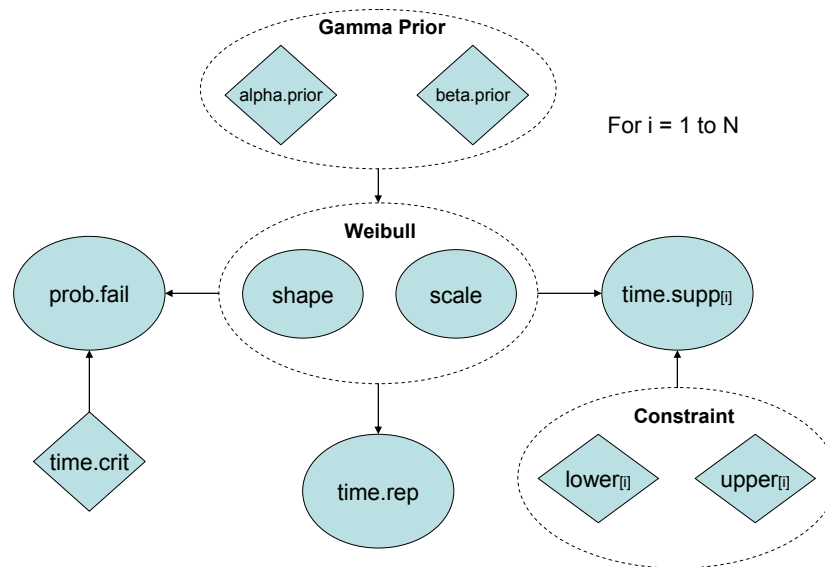 Gamma Prior
alpha.prior
beta.prior
For i = 1 to N
Weibull
prob.fail
shape
scale
time.supp[i]
Constraint
time.crit
time.rep
lower[i]
upper[i]